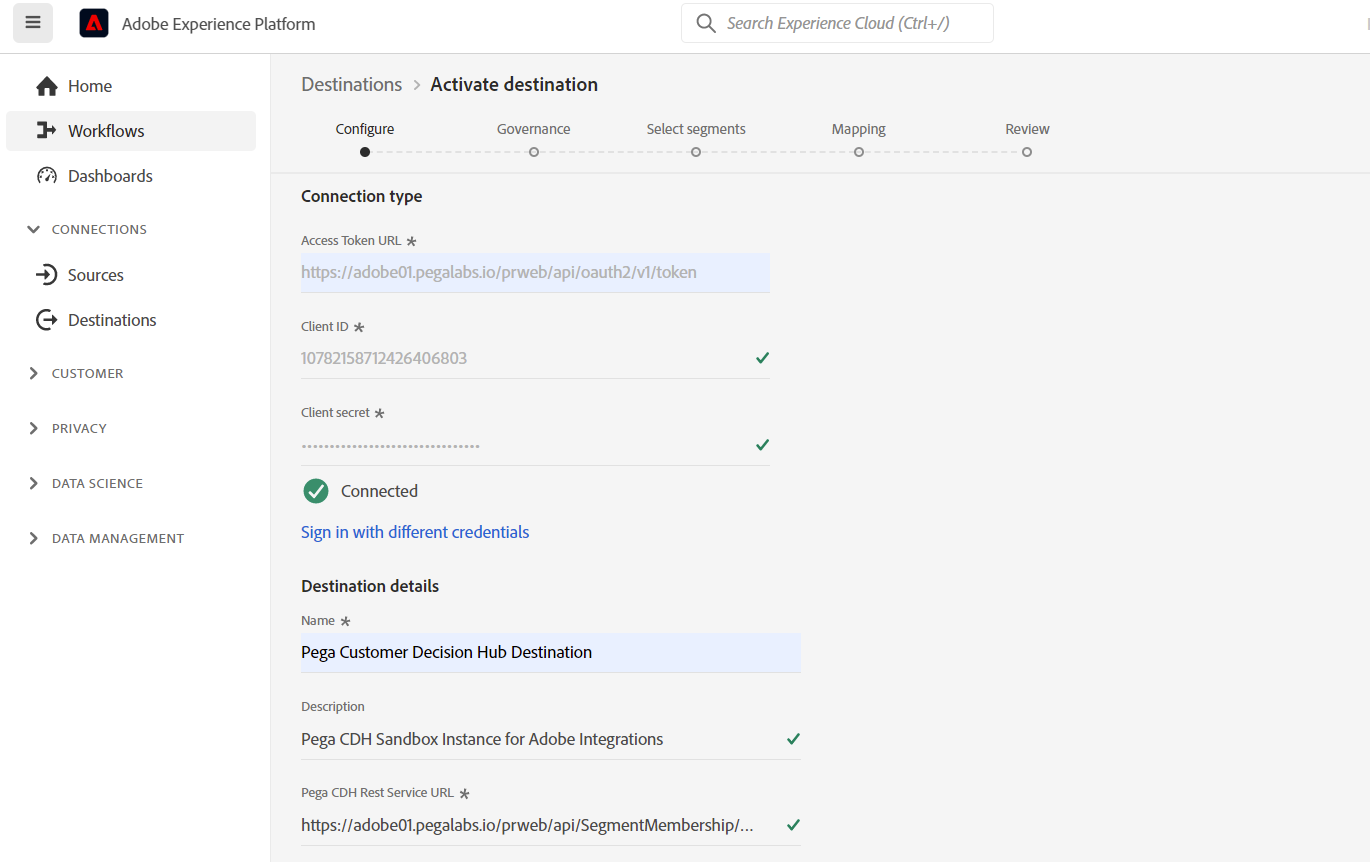 Adobe Experience Platform
Search Experience Cloud (Ctrl+/)
Home
Workflows
Dashboards
CONNECTIONS
Sources
Destinations
CUSTOMER
PRIVACY
DATA SCIENCE
DATA MANAGEMENT
Destinations > Activate destination
Configure Governance Select segments Mapping Review
Connection type
Access Token URL *
https://adobe01.pegalabs.io/prweb/api/oauth2/v1/token
Client ID *
10782158712426406803
Client secret *
••••••••••••••••••••••••••••••••
Connected
Sign in with different credentials
Destination details
Name *
Pega Customer Decision Hub Destination
Description
Pega CDH Sandbox Instance for Adobe Integrations
Pega CDH Rest Service URL *
https://adobe01.pegalabs.io/prweb/api/SegmentMembership/...